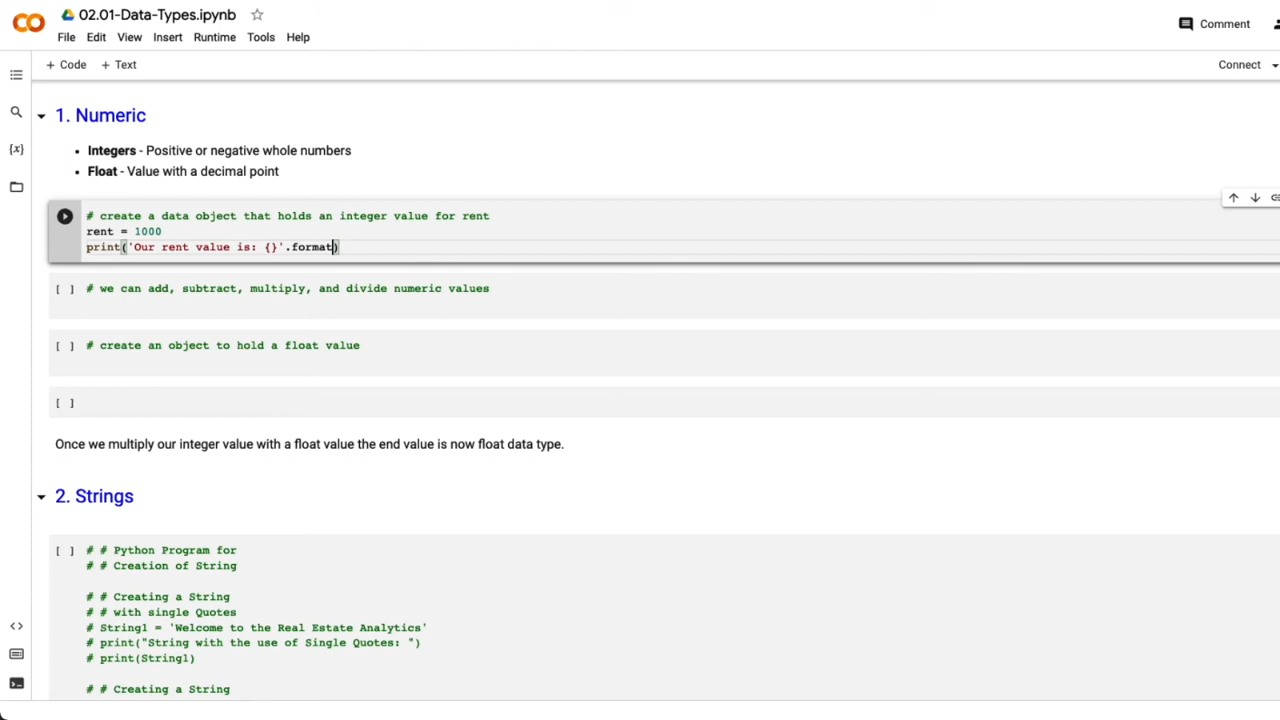 02.01-Data-Types.ipynb
Comment
File Edit View Insert Runtime Tools Help
+ Code + Text
Connect
1. Numeric
• Integers - Positive or negative whole numbers
• Float - Value with a decimal point
{x}
# create a data object that holds an integer value for rent
rent = 1000
print('Our rent value is: {}'.format)
[ ] # we can add, subtract, multiply, and divide numeric values
[ ] # create an object to hold a float value
[ ]
Once we multiply our integer value with a float value the end value is now float data type.
2. Strings
[ ] # # Python Program for
# # Creation of String
# # Creating a String
# # with single Quotes
# String1 = 'Welcome to the Real Estate Analytics'
# print("String with the use of Single Quotes: ")
# print(String1)
# # Creating a String